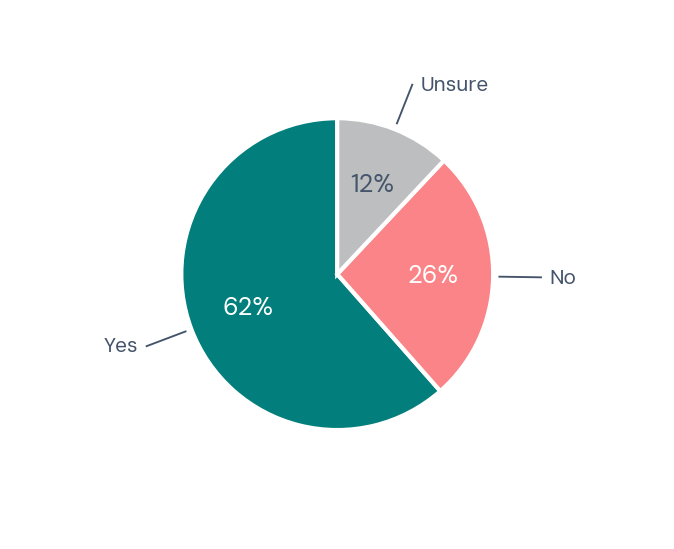 Unsure
12%
26%
No
62%
Yes